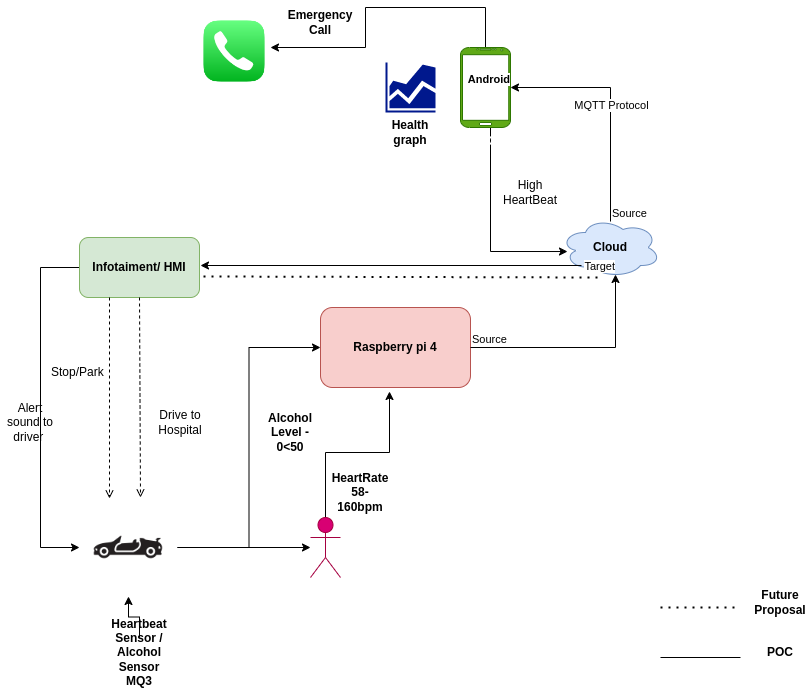 Emergency
Call
Android
MQTT Protocol
Health
graph
High
HeartBeat
Source
Cloud
Target
Infotaiment/ HMI
Raspberry pi 4
Source
Stop/Park
Alert
sound to
driver
Drive to
Hospital
Alcohol
Level -
0<50
HeartRate
58-
160bpm
Heartbeat
Sensor /
Alcohol
Sensor
MQ3
Future
Proposal
POC